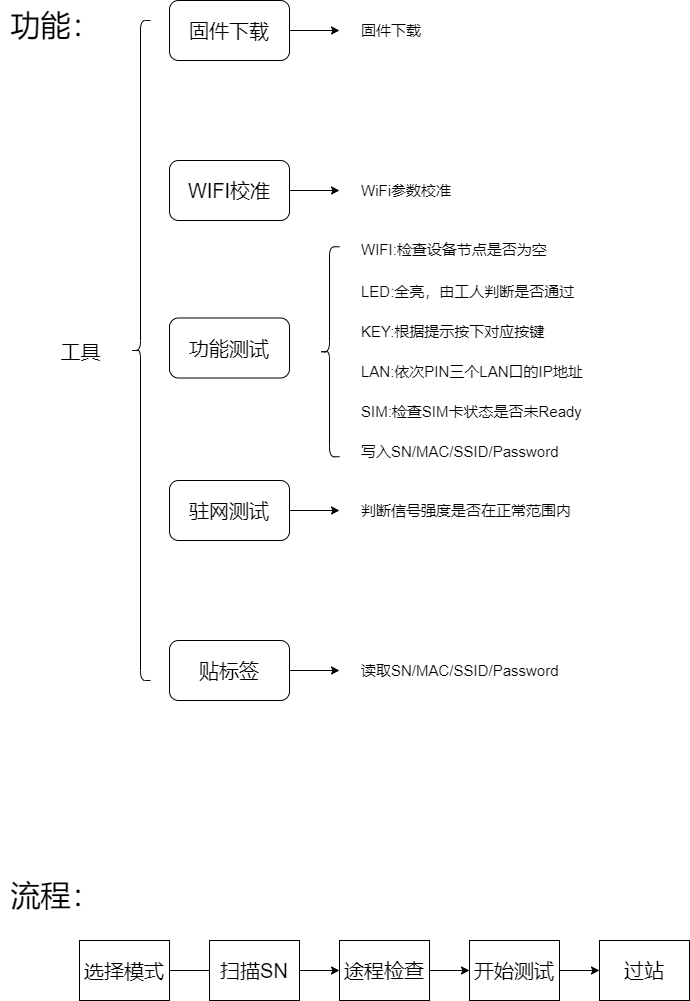 功能：
固件下载
固件下载
WIFI校准
WiFi参数校准
工具
功能测试
WIFI:检查设备节点是否为空
LED:全亮，由工人判断是否通过
KEY:根据提示按下对应按键
LAN:依次PIN三个LAN口的IP地址
SIM:检查SIM卡状态是否未Ready
写入SN/MAC/SSID/Password
驻网测试
判断信号强度是否在正常范围内
贴标签
读取SN/MAC/SSID/Password
流程：
选择模式
扫描SN
途程检查
开始测试
过站